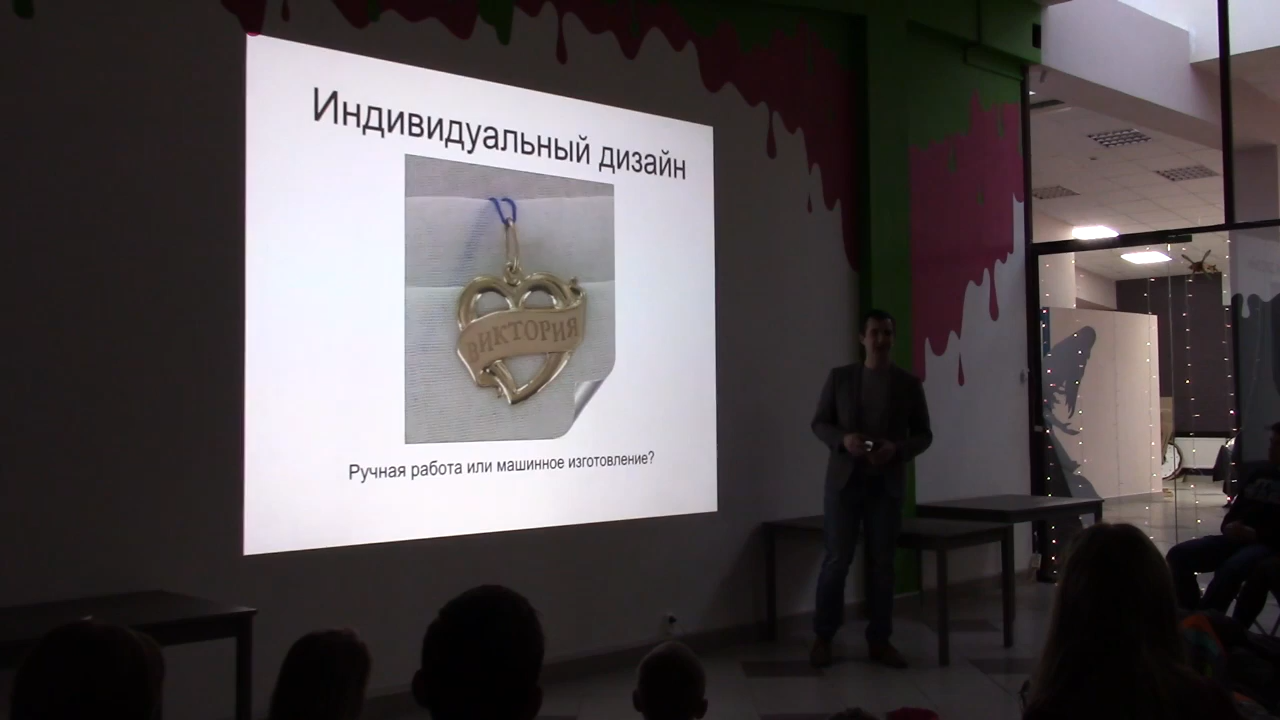 Индивидуальный дизайн
ВИКТОРИЯ
Ручная работа или машинное изготовление?